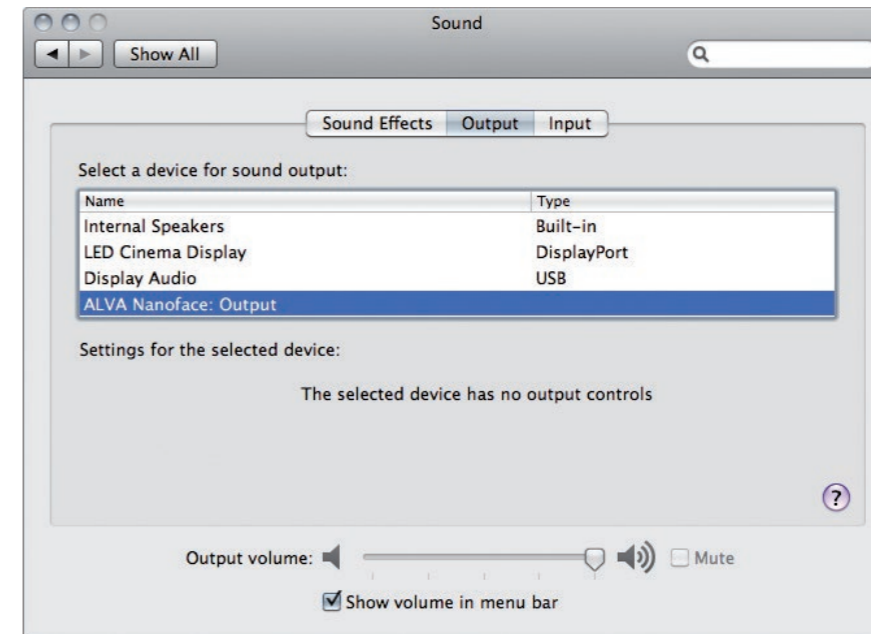 Sound
Show All
Sound Effects Output Input
Select a device for sound output:
Name Type
Internal Speakers Built-in
LED Cinema Display DisplayPort
Display Audio USB
ALVA Nanoface: Output
Settings for the selected device:
The selected device has no output controls
?
Output volume: Mute
Show volume in menu bar